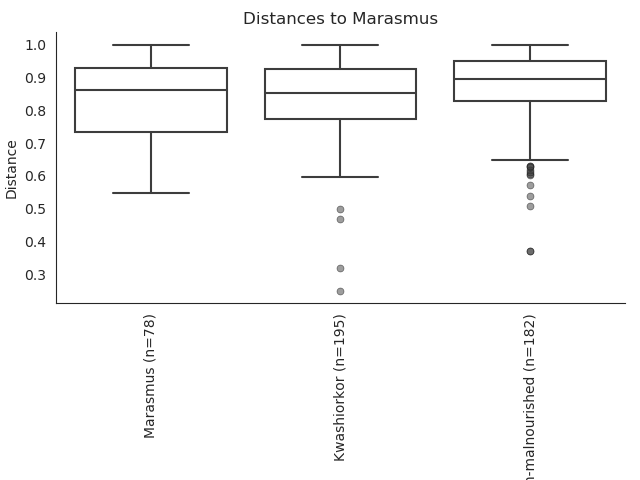 Distances to Marasmus
Distance
1.0
0.9
0.8
0.7
0.6
0.5
0.4
0.3
Marasmus (n=78)
Kwashiorkor (n=195)
n-malnourished (n=182)